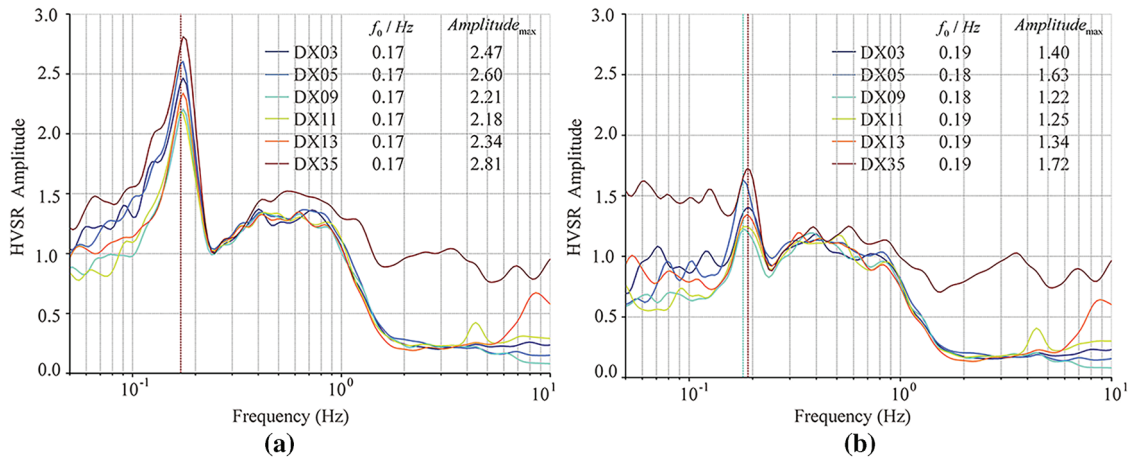 f0 / Hz Amplitudemax
DX03 0.17 2.47
DX05 0.17 2.60
DX09 0.17 2.21
DX11 0.17 2.18
DX13 0.17 2.34
DX35 0.17 2.81
3.0
2.5
2.0
1.5
1.0
0.5
0.0
HVSR Amplitude
10-1 100 101
Frequency (Hz)
(a)
f0 / Hz Amplitudemax
DX03 0.19 1.40
DX05 0.18 1.63
DX09 0.18 1.22
DX11 0.19 1.25
DX13 0.19 1.34
DX35 0.19 1.72
3.0
2.5
2.0
1.5
1.0
0.5
0.0
HVSR Amplitude
10-1 100 101
Frequency (Hz)
(b)